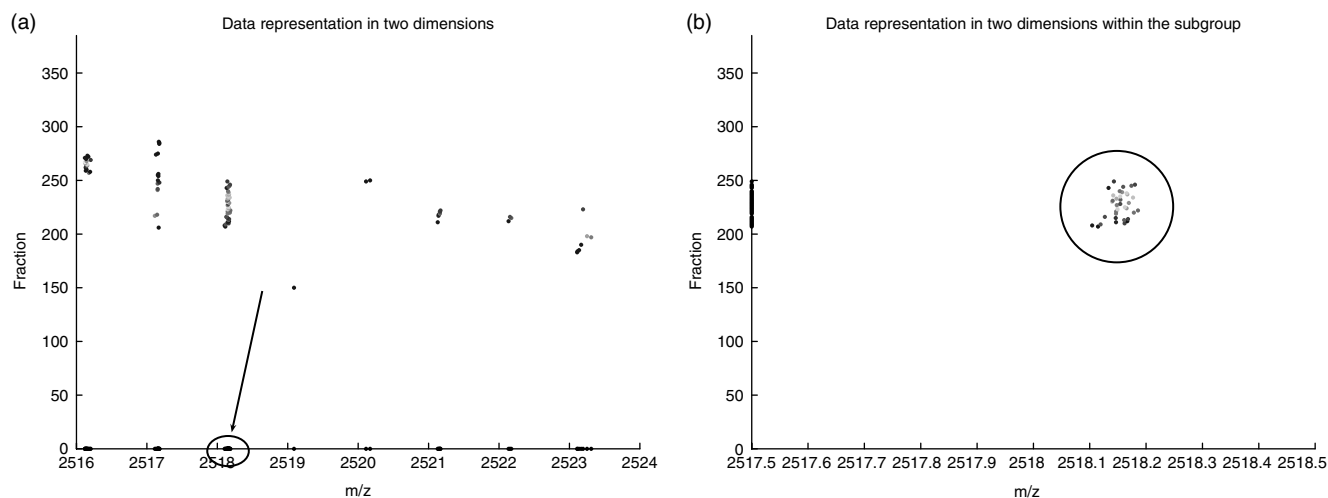 (a)
Data representation in two dimensions
350
300
250
200
150
100
50
0
Fraction
2516 2517 2518 2519 2520 2521 2522 2523 2524
m/z
(b)
Data representation in two dimensions within the subgroup
350
300
250
200
150
100
50
0
Fraction
2517.5 2517.6 2517.7 2517.8 2517.9 2518 2518.1 2518.2 2518.3 2518.4 2518.5
m/z